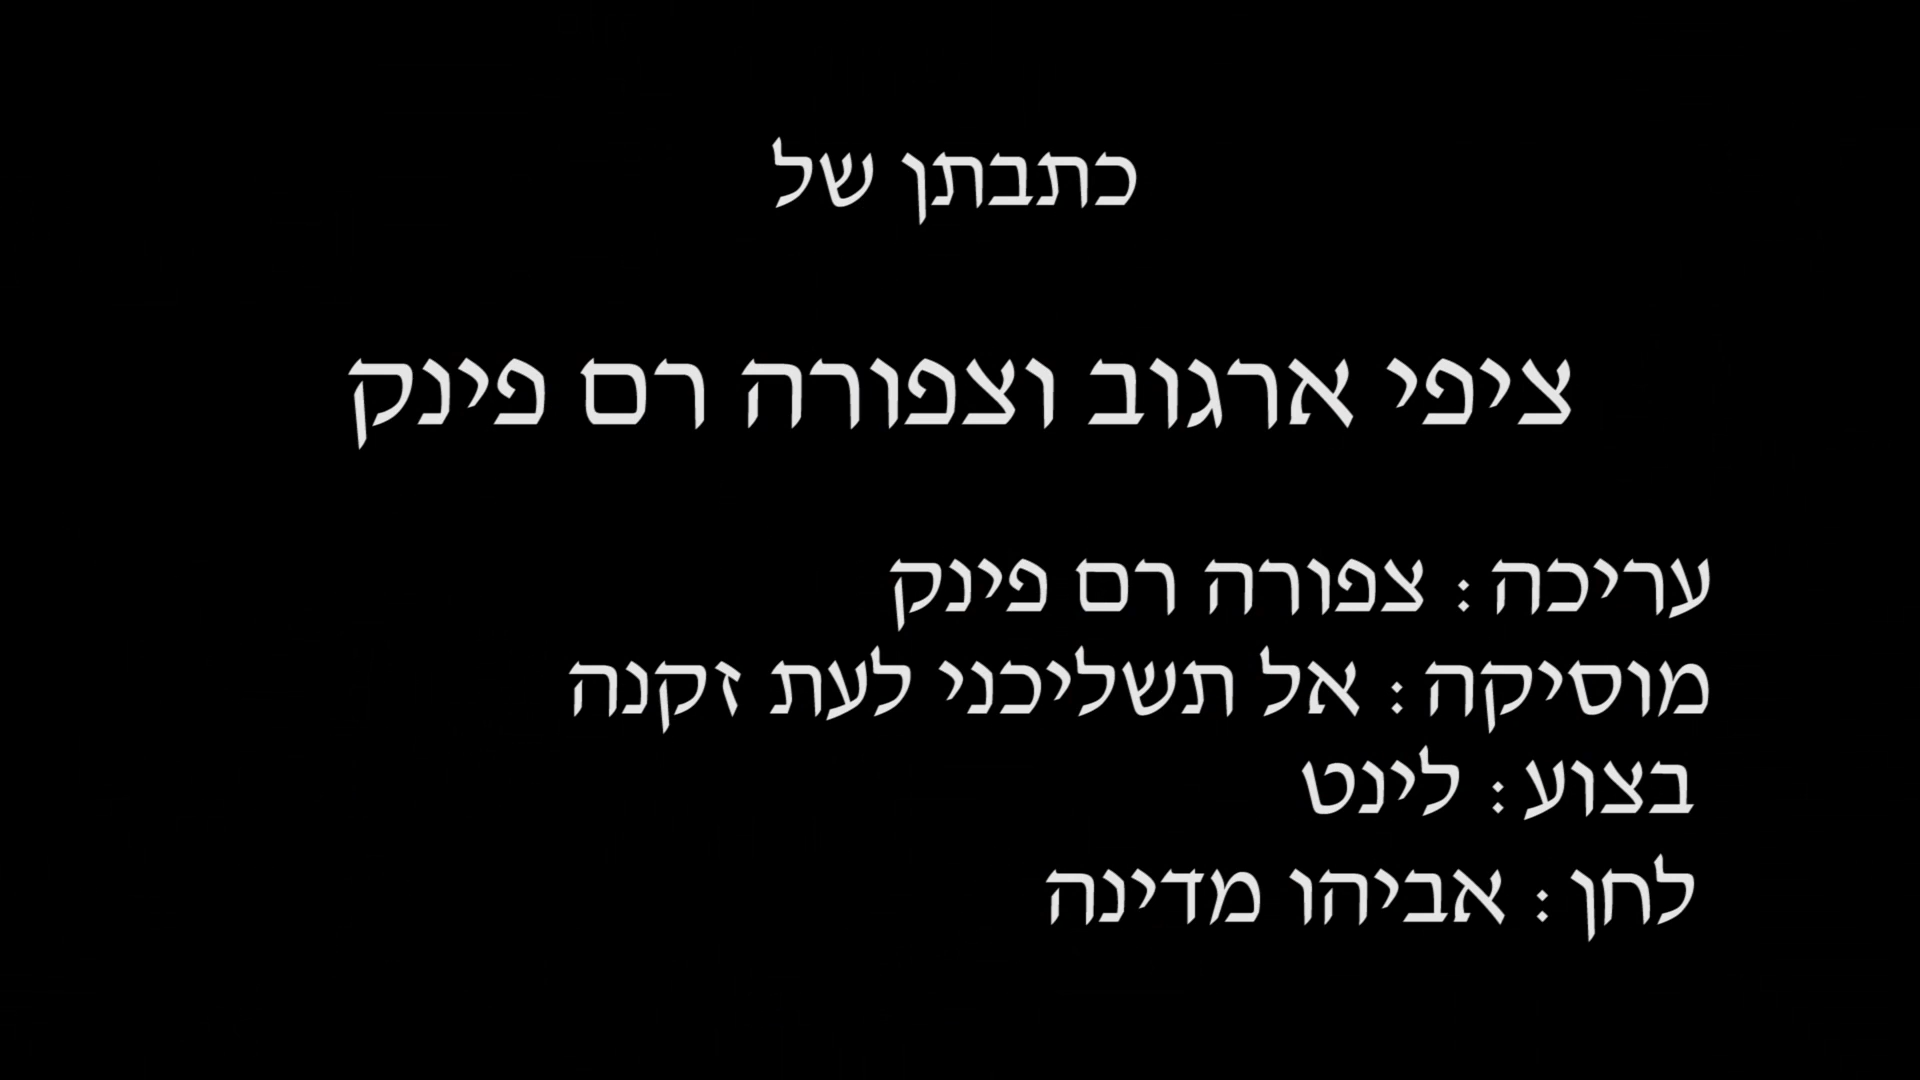 כתבתן של
ציפי ארגוב וצפורה רם פינק
עריכה : צפורה רם פינק
מוסיקה : אל תשליכני לעת זקנה
בצוע : לינט
לחן : אביהו מדינה